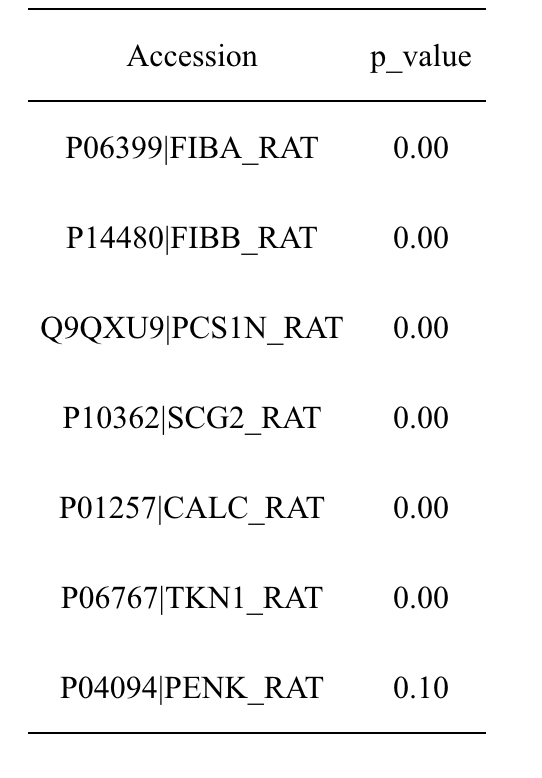 Accession p_value
P06399|FIBA_RAT 0.00
P14480|FIBB_RAT 0.00
Q9QXU9|PCS1N_RAT 0.00
P10362|SCG2_RAT 0.00
P01257|CALC_RAT 0.00
P06767|TKN1_RAT 0.00
P04094|PENK_RAT 0.10